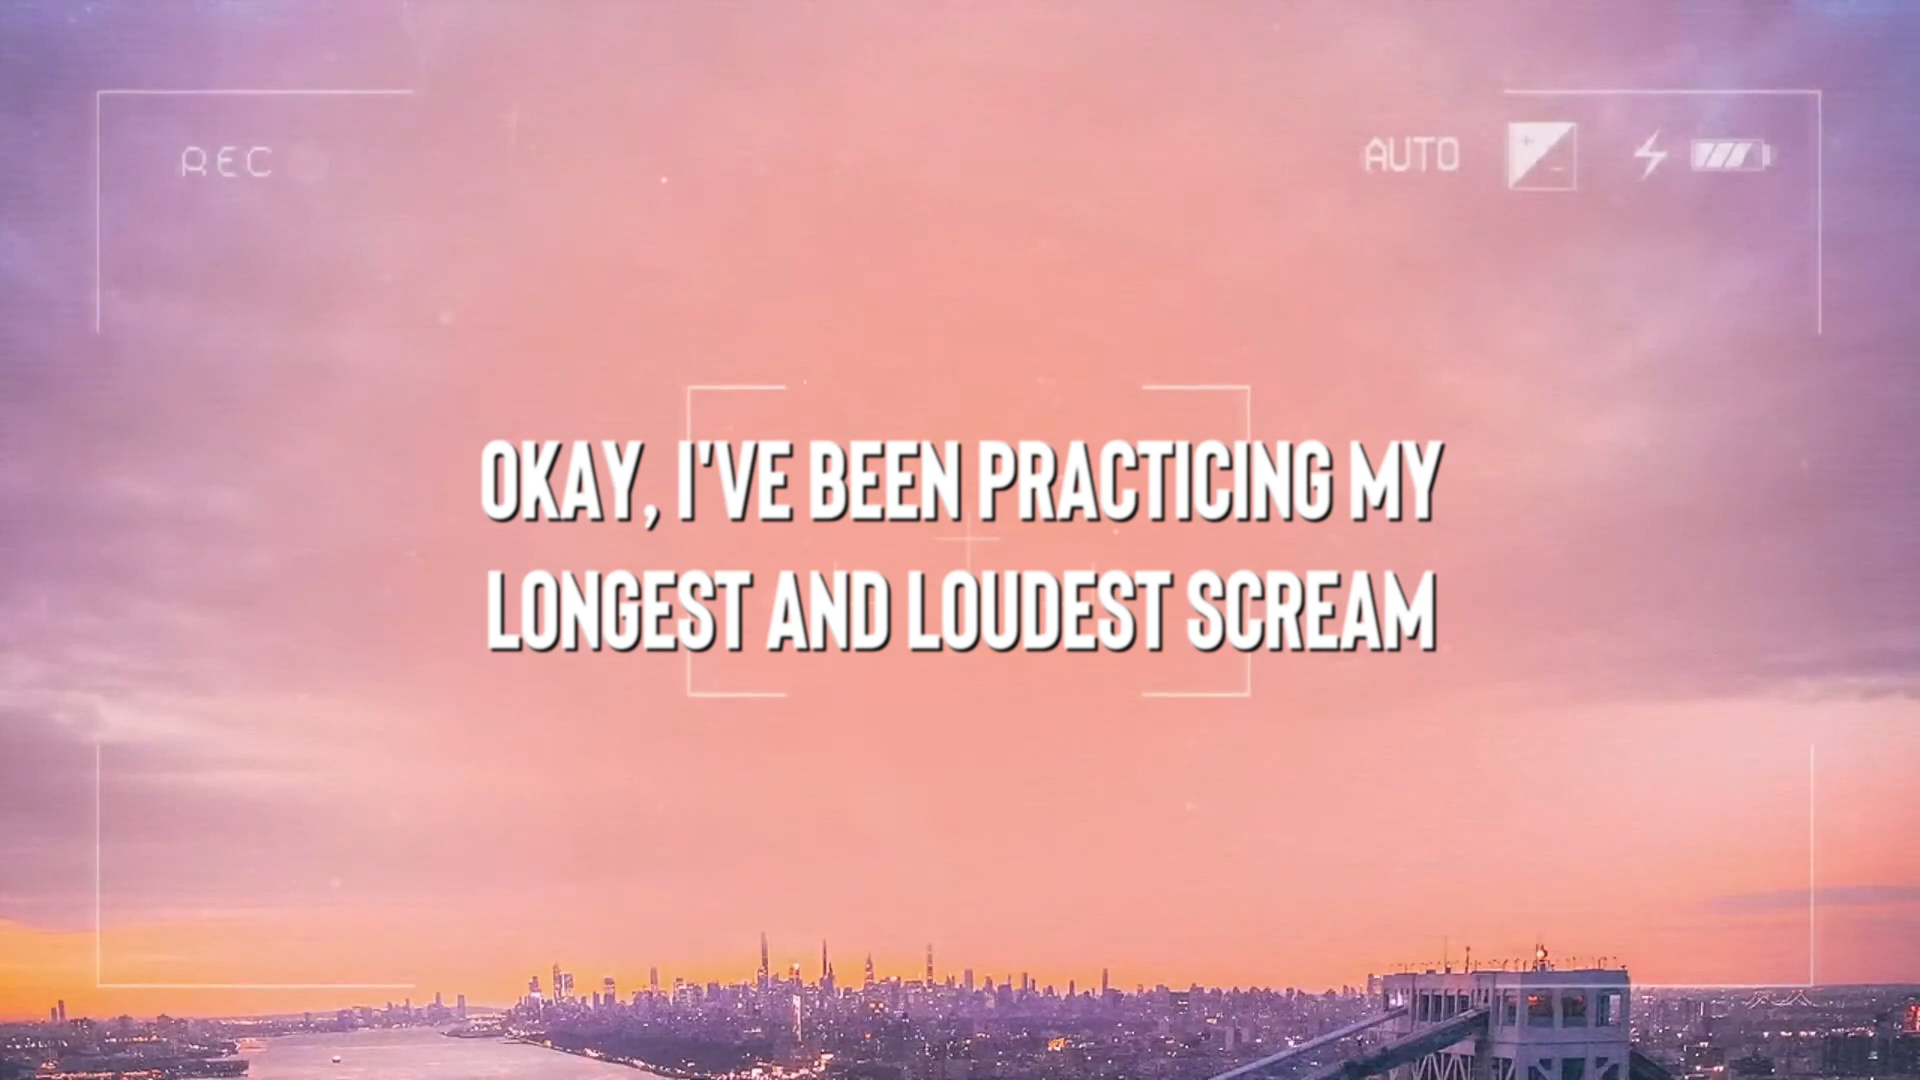 REC
AUTO
OKAY, I'VE BEEN PRACTICING MY
LONGEST AND LOUDEST SCREAM